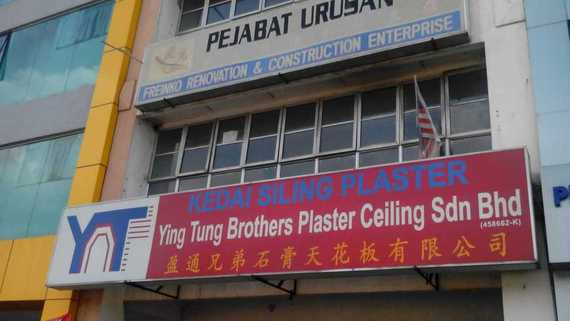 PEJABAT URUSAN
FREINKO RENOVATION & CONSTRUCTION ENTERPRISE
KEDAI SILING PLASTER
YT
Ying Tung Brothers Plaster Ceiling Sdn Bhd
(458662-K)
盈通兄弟石膏天花板有限公司